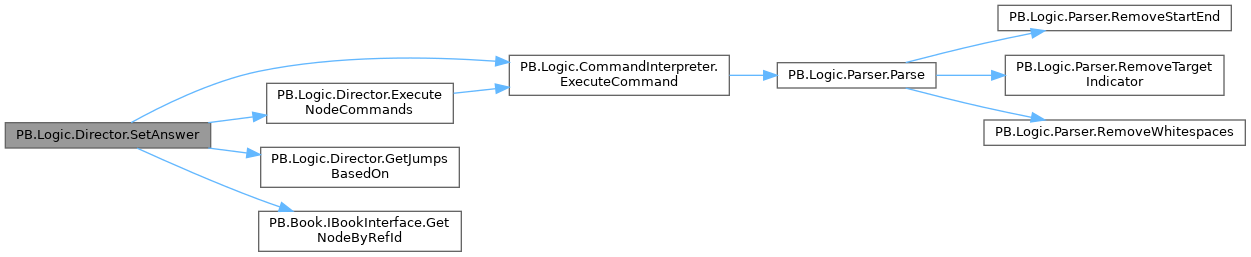 PB.Logic.Director.SetAnswer
PB.Logic.Director.Execute
NodeCommands
PB.Logic.Director.GetJumps
BasedOn
PB.Book.IBookInterface.Get
NodeByRefId
PB.Logic.CommandInterpreter.
ExecuteCommand
PB.Logic.Parser.Parse
PB.Logic.Parser.RemoveStartEnd
PB.Logic.Parser.RemoveTarget
Indicator
PB.Logic.Parser.RemoveWhitespaces